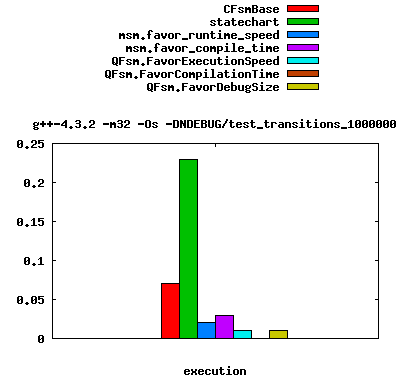 CFsmBase
statechart
msm.favor_runtime_speed
msm.favor_compile_time
QFsm.FavorExecutionSpeed
QFsm.FavorCompilationTime
QFsm.FavorDebugSize
g++-4.3.2 -m32 -Os -DNDEBUG/test_transitions_1000000
0.25
0.2
0.15
0.1
0.05
0
execution